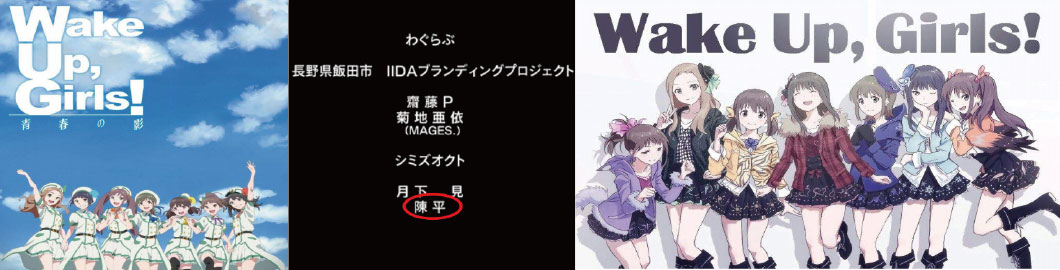 Wake
Up,
Girls!
青春の影
わぐらぶ
長野県飯田市　IIDAブランディングプロジェクト
齋藤P
菊地亜依
(MAGES.)
シミズオクト
月下　見
陳平
Wake Up, Girls!